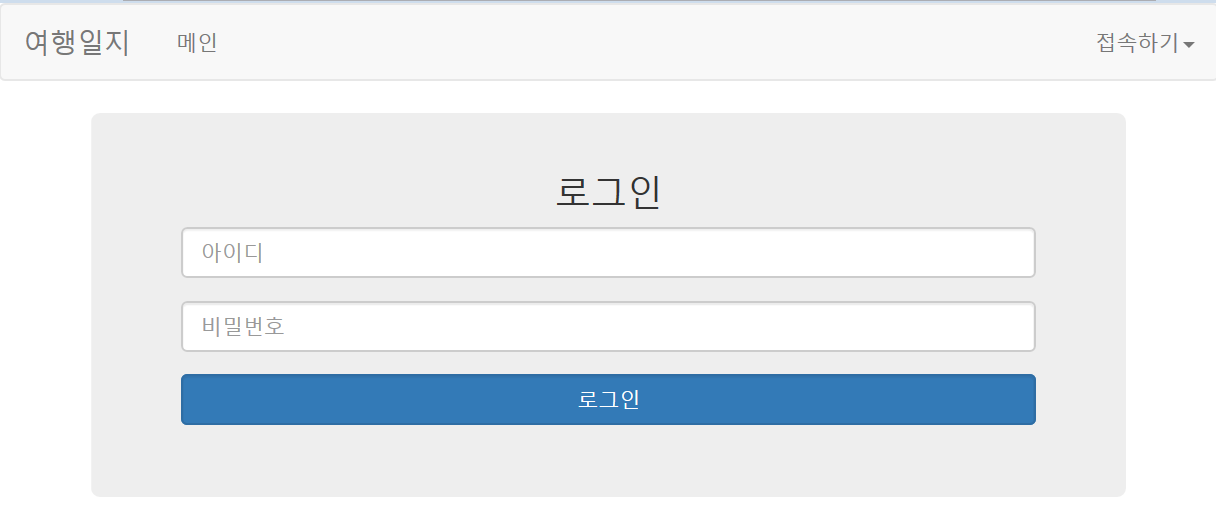 여행일지 메인 접속하기
로그인
아이디
비밀번호
로그인